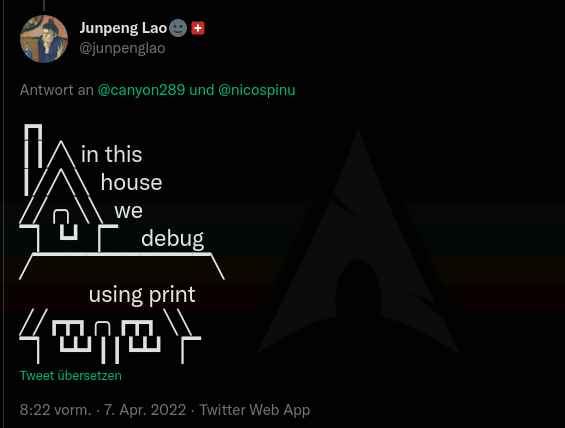 Junpeng Lao
@junpenglao
Antwort an @canyon289 und @nicospinu
in this
house
we
debug
using print
Tweet übersetzen
8:22 vorm. · 7. Apr. 2022 · Twitter Web App